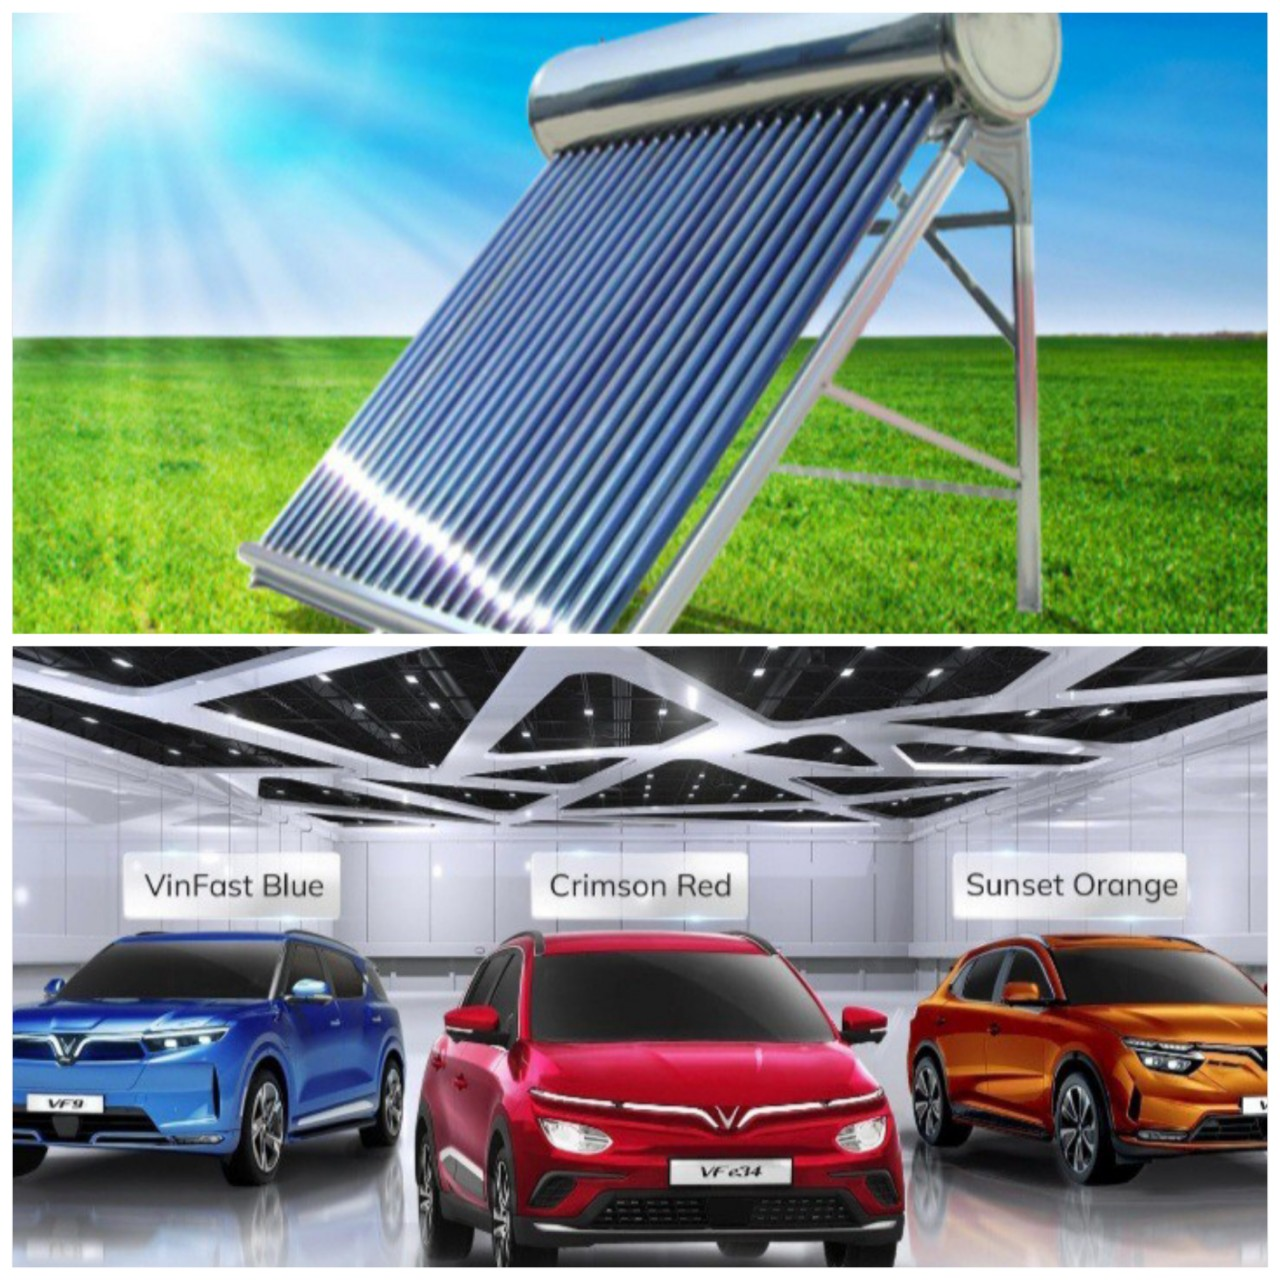 VinFast Blue
Crimson Red
Sunset Orange
VF9
VF e34